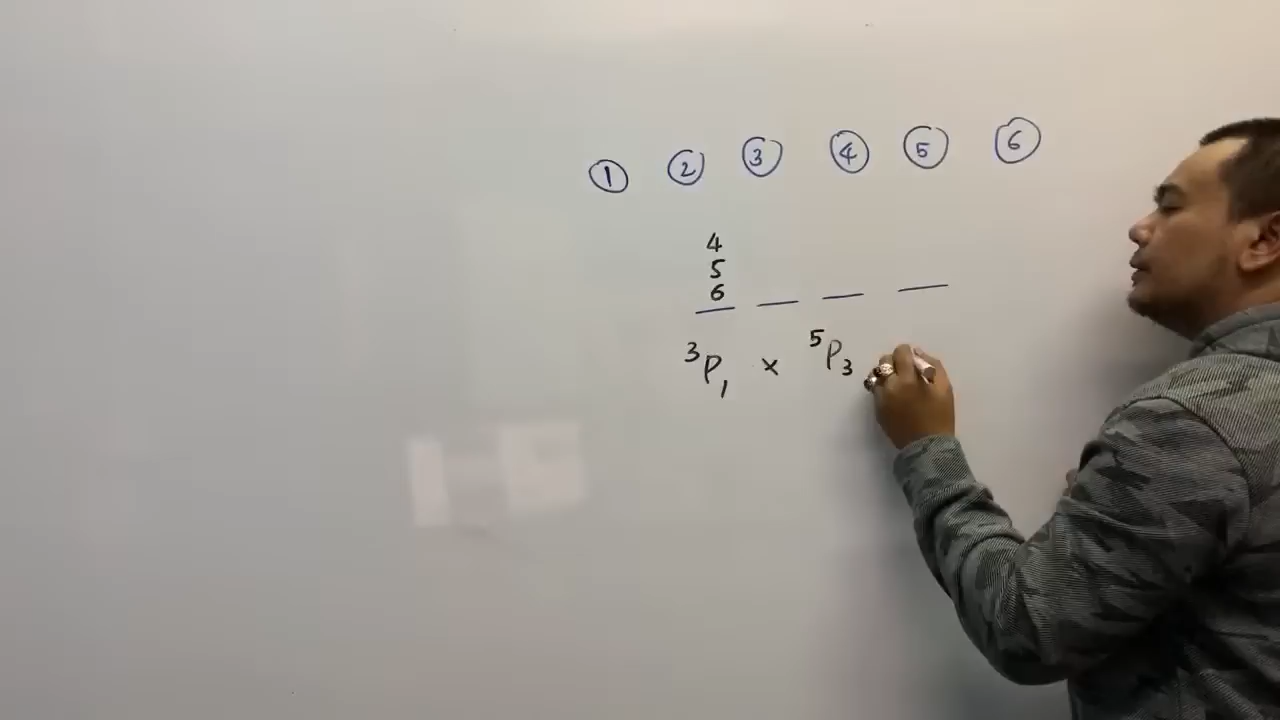 ① ② ③ ④ ⑤ ⑥
4
5
6
³P₁ × ⁵P₃